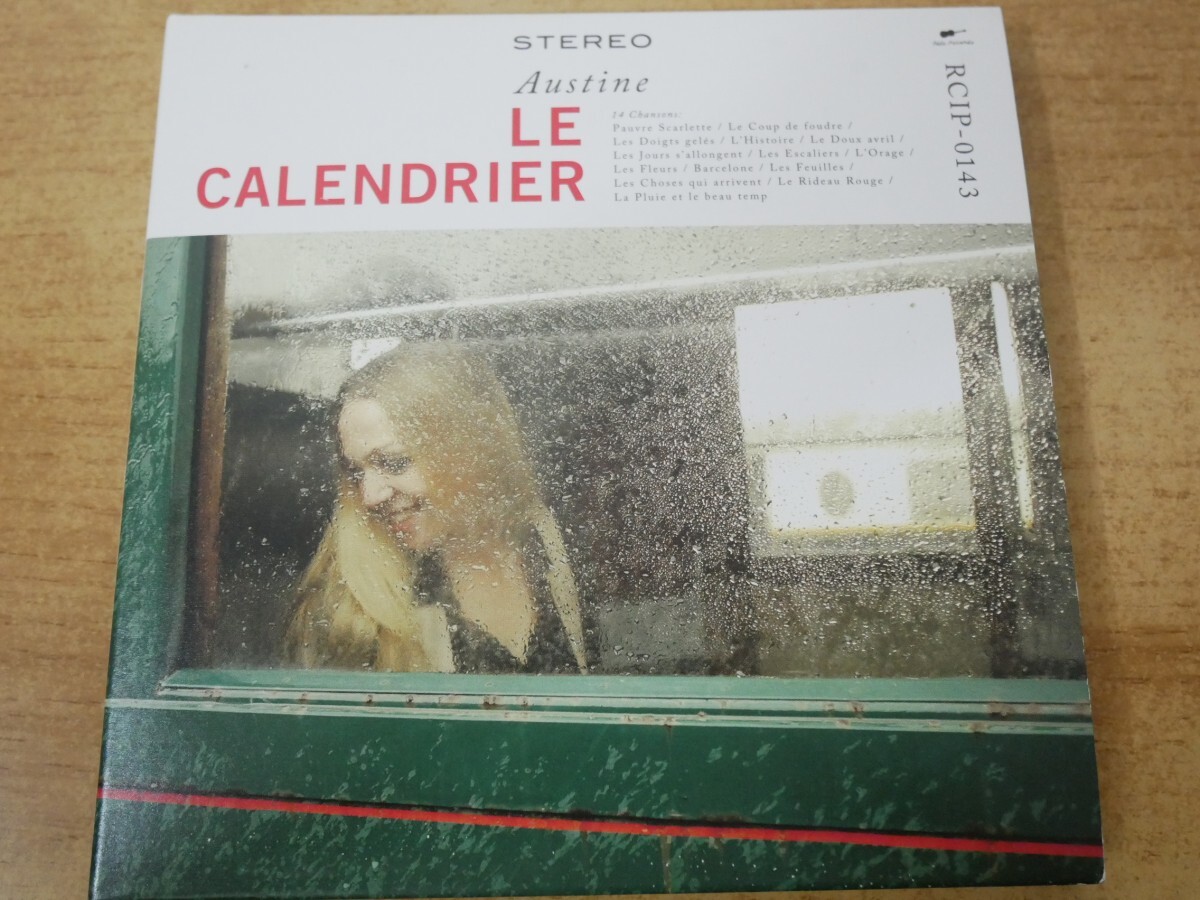 STEREO
Austine
LE
CALENDRIER
14 Chansons:
Pauvre Scarlette / Le Coup de foudre /
Les Doigts gelés / L'Histoire / Le Doux avril /
Les Jours s'allongent / Les Escaliers / L'Orage /
Les Fleurs / Barcelone / Les Feuilles /
Les Choses qui arrivent / Le Rideau Rouge /
La Pluie et le beau temp
RCIP-0143